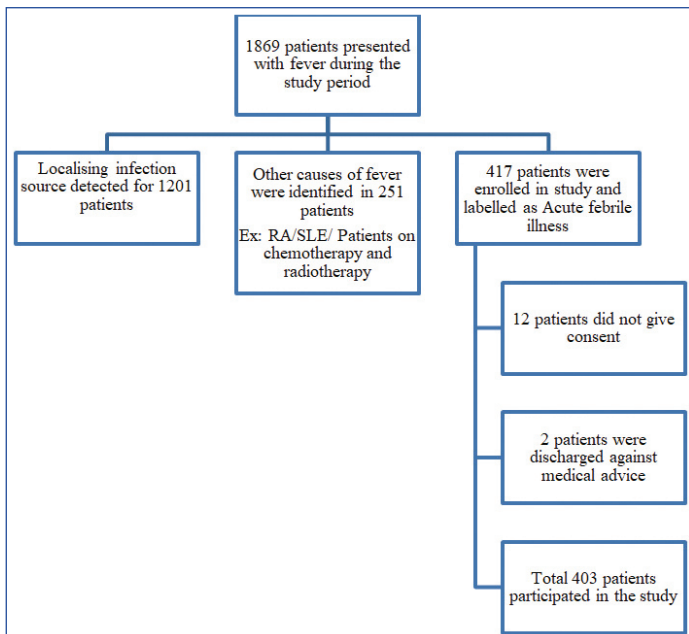 1869 patients presented
with fever during the
study period
Localising infection
source detected for 1201
patients
Other causes of fever
were identified in 251
patients
Ex: RA/SLE/ Patients on
chemotherapy and
radiotherapy
417 patients were
enrolled in study and
labelled as Acute febrile
illness
12 patients did not give
consent
2 patients were
discharged against
medical advice
Total 403 patients
participated in the study